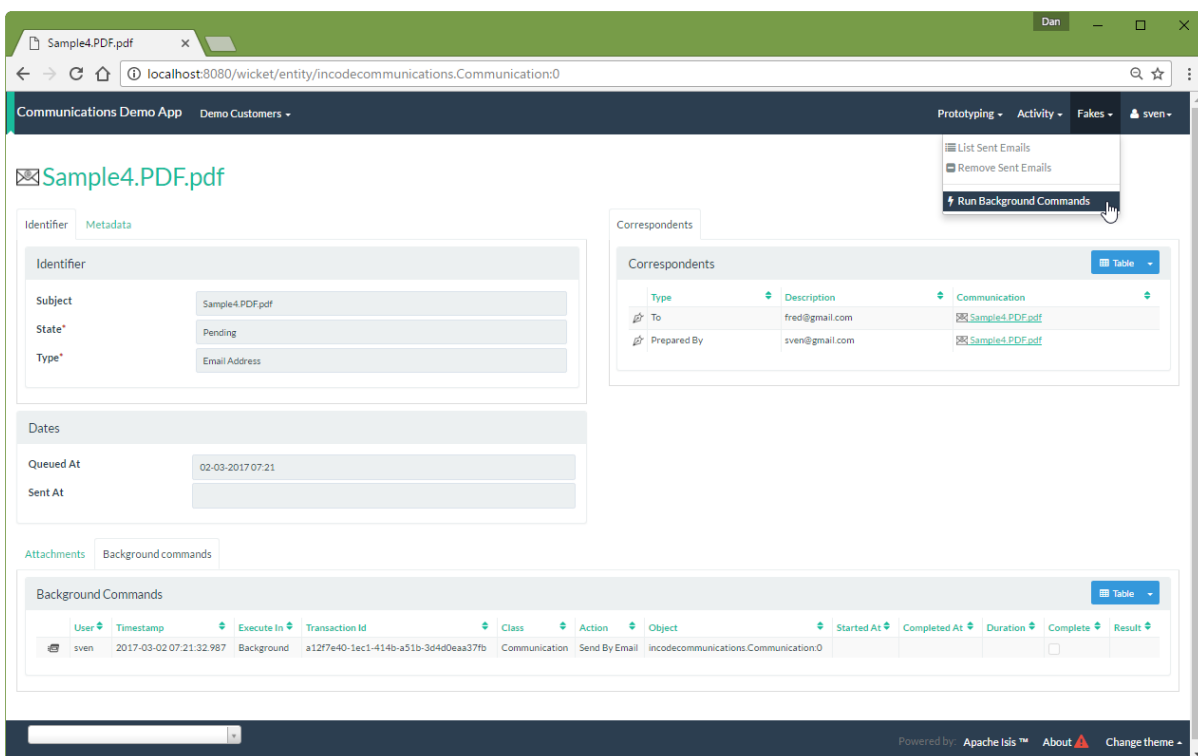 Dan
Sample4.PDF.pdf
localhost:8080/wicket/entity/incodecommunications.Communication:0
Communications Demo App Demo Customers Prototyping Activity Fakes sven
List Sent Emails
Remove Sent Emails
Run Background Commands
Sample4.PDF.pdf
Identifier Metadata
Identifier
Subject Sample4.PDF.pdf
State* Pending
Type* Email Address
Correspondents
Correspondents Table
Type Description Communication
To fred@gmail.com Sample4.PDF.pdf
Prepared By sven@gmail.com Sample4.PDF.pdf
Dates
Queued At 02-03-2017 07:21
Sent At
Attachments Background commands
Background Commands Table
User Timestamp Execute In Transaction Id Class Action Object Started At Completed At Duration Complete Result
sven 2017-03-02 07:21:32.987 Background a12f7e40-1ec1-414b-a51b-3d4d0eaa37fb Communication Send By Email incodecommunications.Communication:0
Powered by: Apache Isis ™ About Change theme